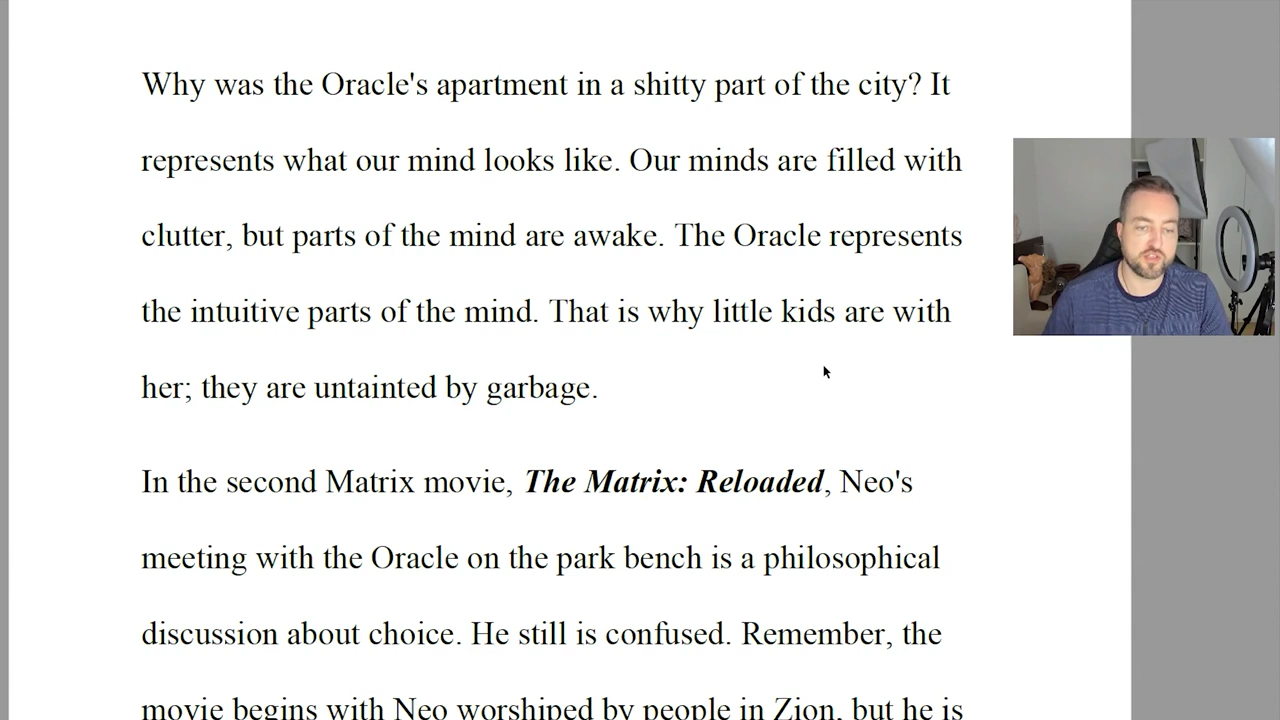 Why was the Oracle's apartment in a shitty part of the city? It
represents what our mind looks like. Our minds are filled with
clutter, but parts of the mind are awake. The Oracle represents
the intuitive parts of the mind. That is why little kids are with
her; they are untainted by garbage.
In the second Matrix movie, The Matrix: Reloaded, Neo's
meeting with the Oracle on the park bench is a philosophical
discussion about choice. He still is confused. Remember, the
movie begins with Neo worshiped by people in Zion, but he is